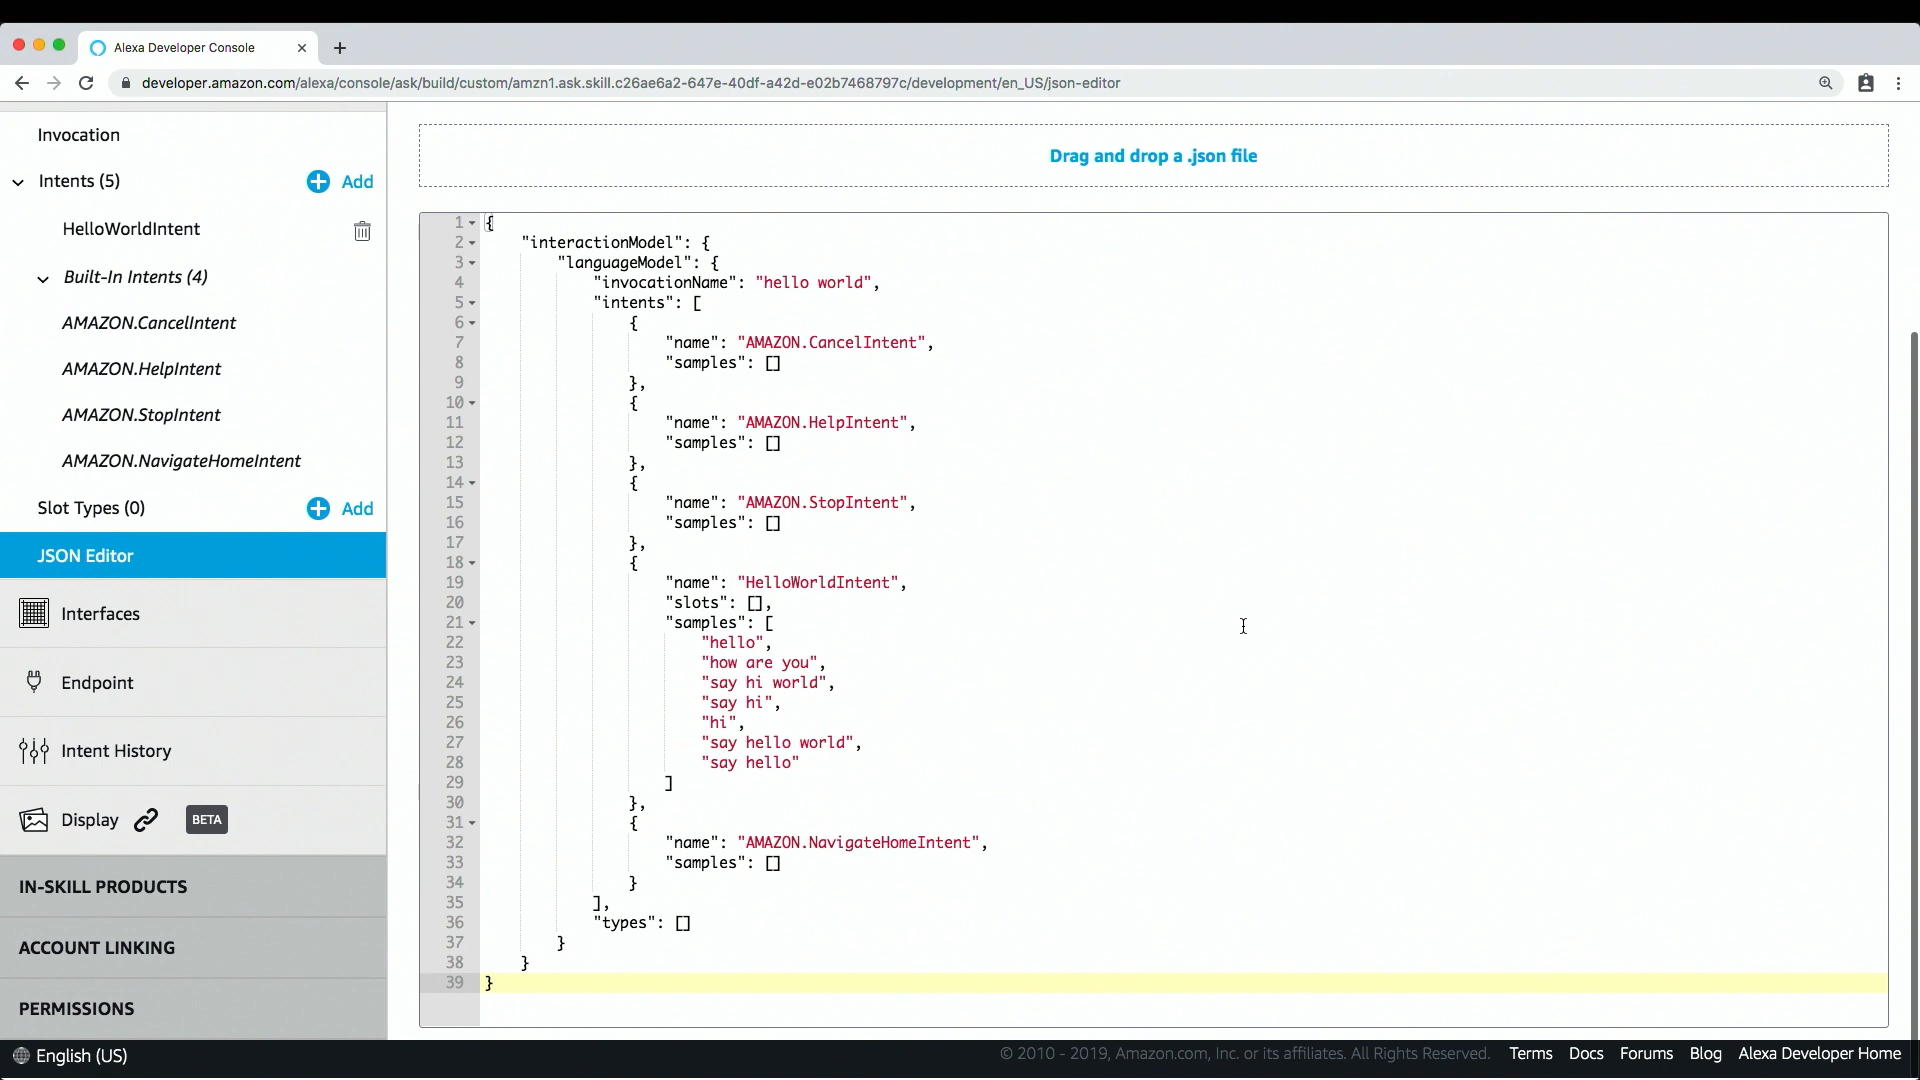 Alexa Developer Console
developer.amazon.com/alexa/console/ask/build/custom/amzn1.ask.skill.c26ae6a2-647e-40df-a42d-e02b7468797c/development/en_US/json-editor
Invocation
Intents (5)
Add
HelloWorldIntent
Built-In Intents (4)
AMAZON.CancelIntent
AMAZON.HelpIntent
AMAZON.StopIntent
AMAZON.NavigateHomeIntent
Slot Types (0)
Add
JSON Editor
Interfaces
Endpoint
Intent History
Display BETA
IN-SKILL PRODUCTS
ACCOUNT LINKING
PERMISSIONS
English (US)
Drag and drop a .json file
1 {
2 "interactionModel": {
3 "languageModel": {
4 "invocationName": "hello world",
5 "intents": [
6 {
7 "name": "AMAZON.CancelIntent",
8 "samples": []
9 },
10 {
11 "name": "AMAZON.HelpIntent",
12 "samples": []
13 },
14 {
15 "name": "AMAZON.StopIntent",
16 "samples": []
17 },
18 {
19 "name": "HelloWorldIntent",
20 "slots": [],
21 "samples": [
22 "hello",
23 "how are you",
24 "say hi world",
25 "say hi",
26 "hi",
27 "say hello world",
28 "say hello"
29 ]
30 },
31 {
32 "name": "AMAZON.NavigateHomeIntent",
33 "samples": []
34 }
35 ],
36 "types": []
37 }
38 }
39 }
© 2010 - 2019, Amazon.com, Inc. or its affiliates. All Rights Reserved. Terms Docs Forums Blog Alexa Developer Home